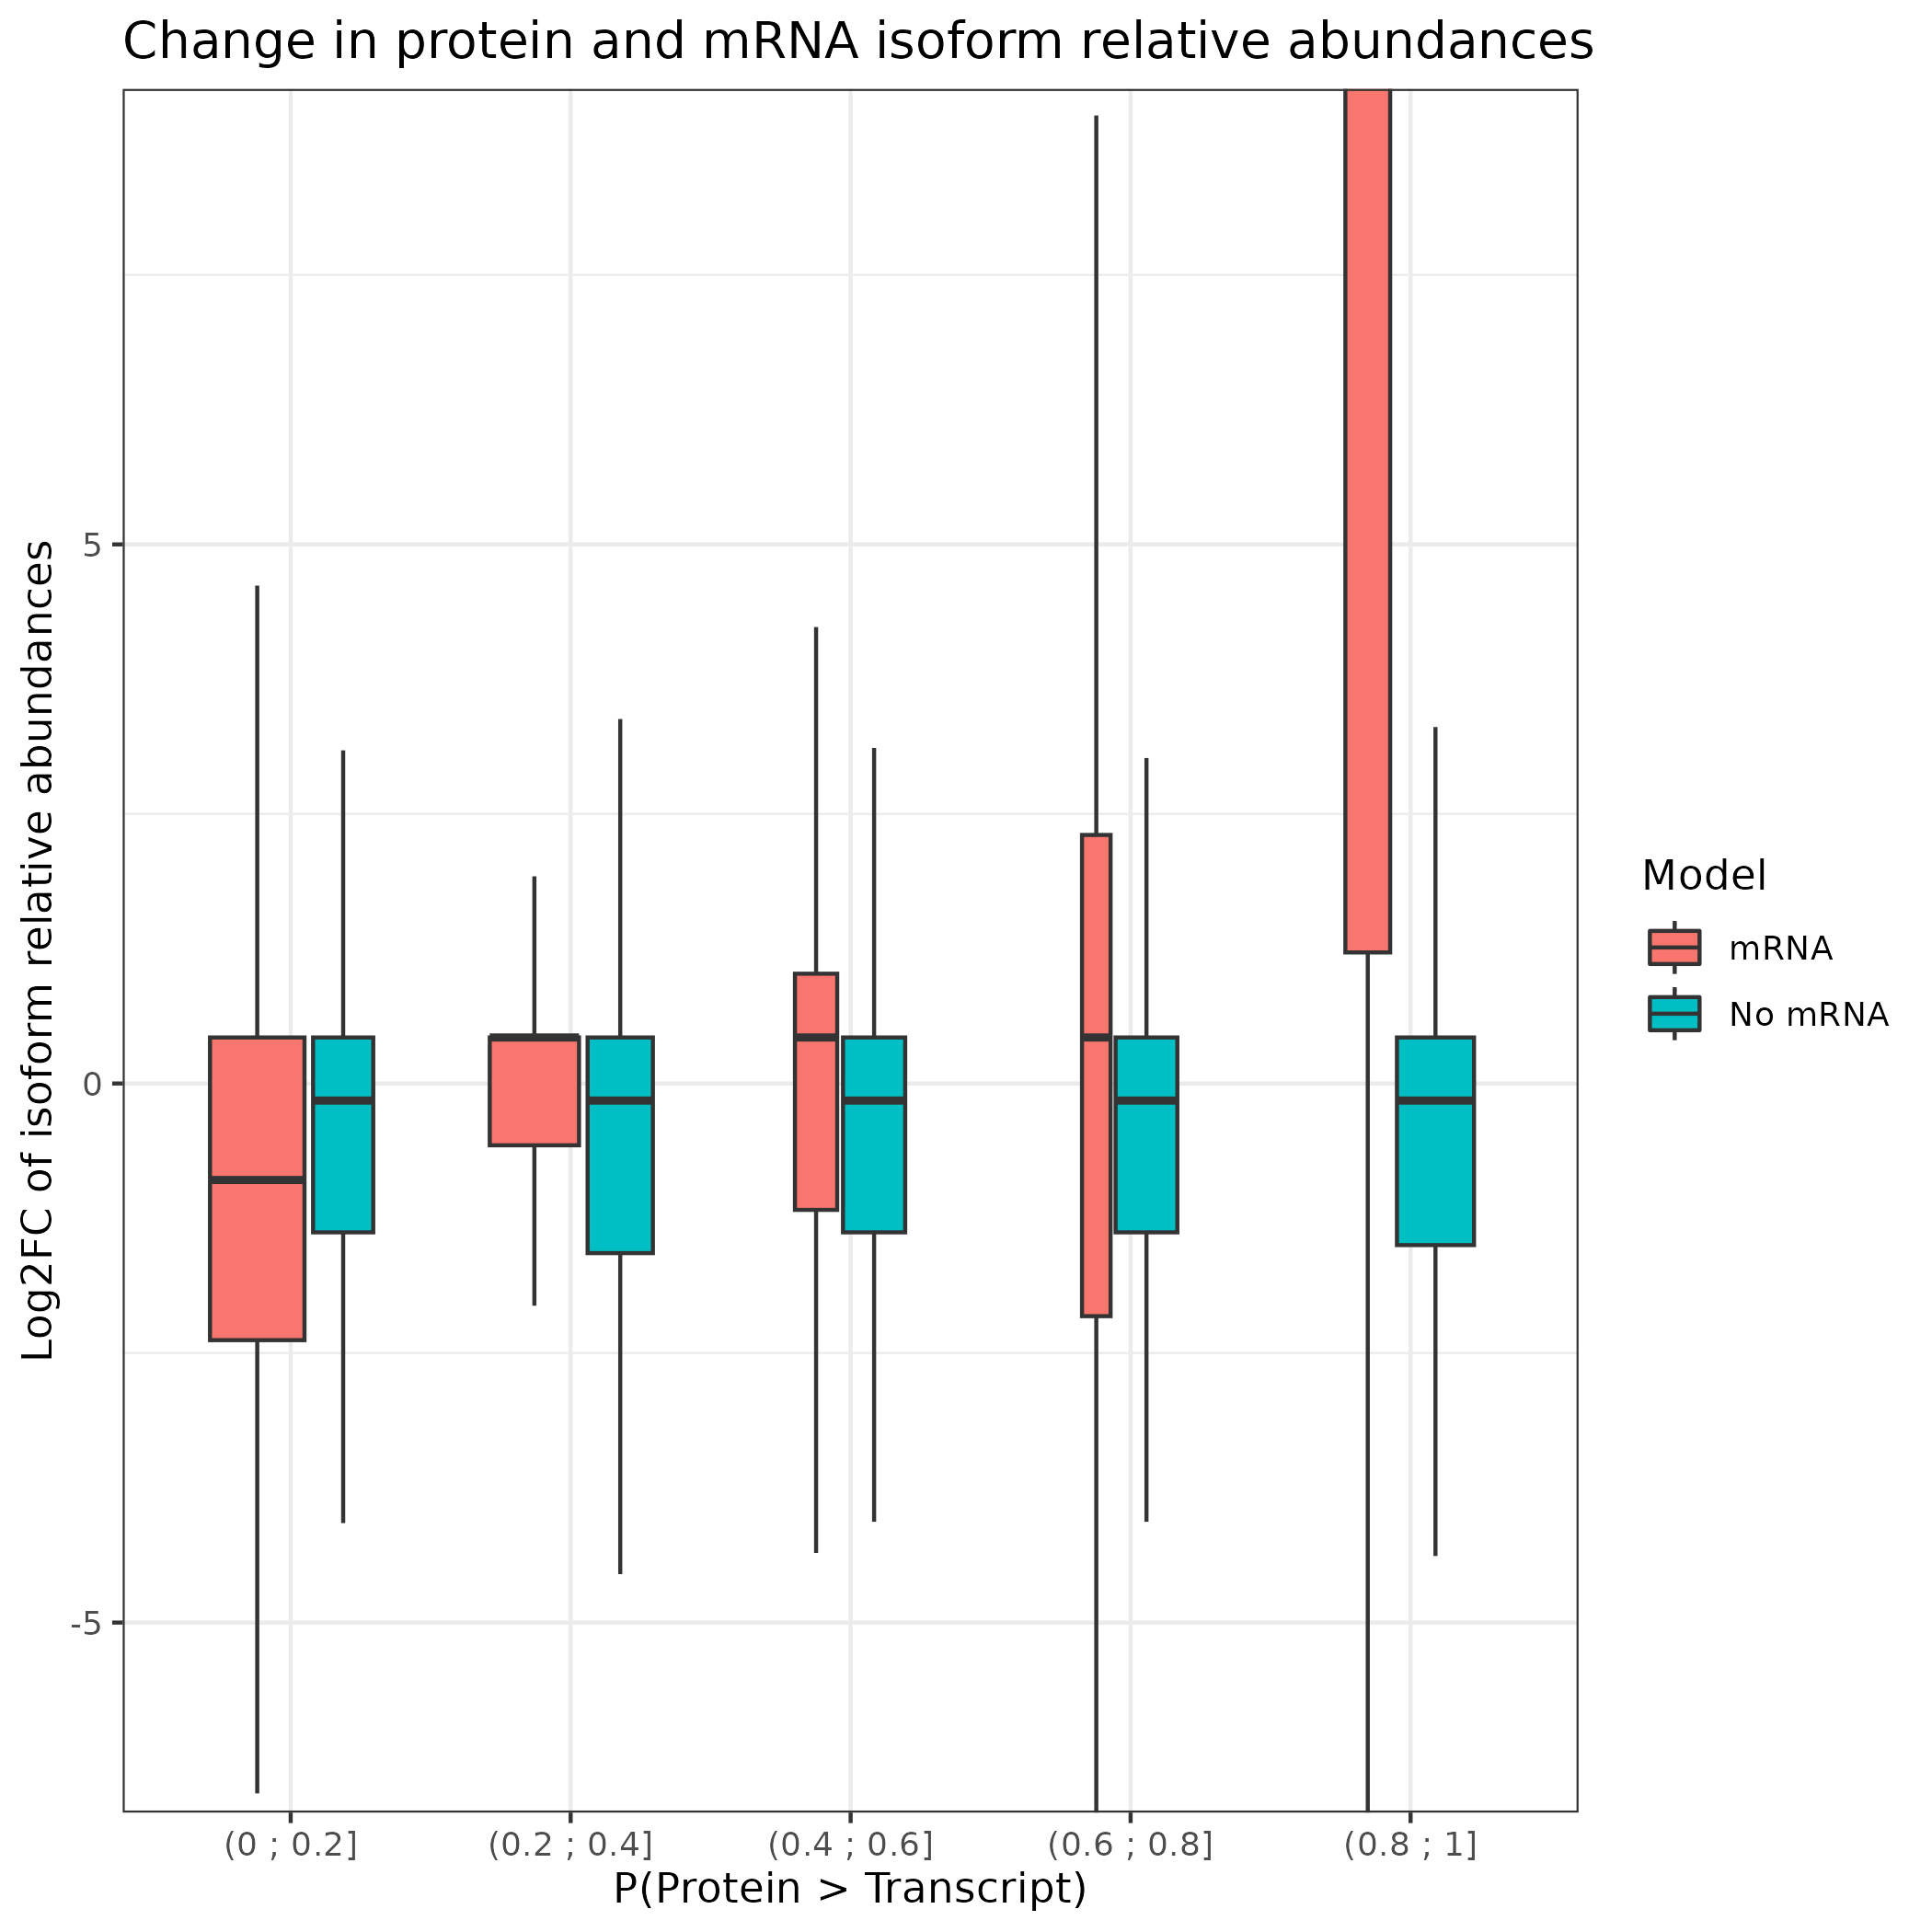 Change in protein and mRNA isoform relative abundances
Log2FC of isoform relative abundances
5
0
-5
(0 ; 0.2]
(0.2 ; 0.4]
(0.4 ; 0.6]
(0.6 ; 0.8]
(0.8 ; 1]
P(Protein > Transcript)
Model
mRNA
No mRNA